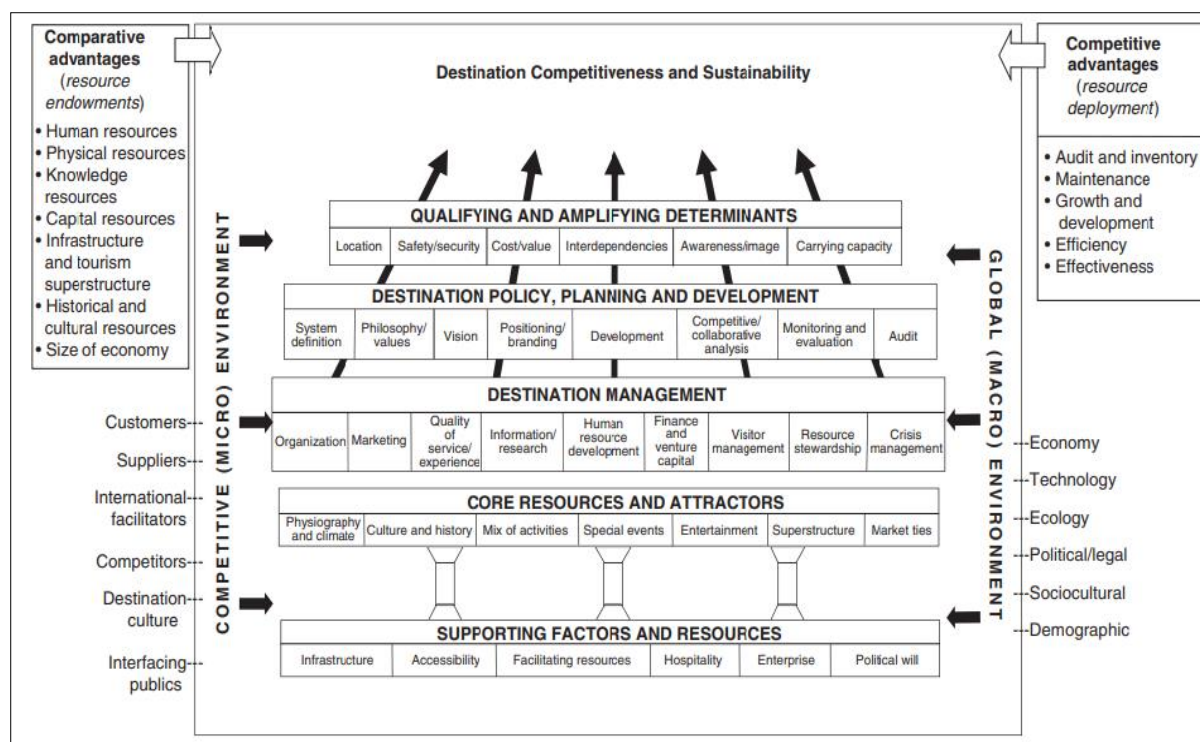 Comparative
advantages
(resource
endowments)
• Human resources
• Physical resources
• Knowledge
resources
• Capital resources
• Infrastructure
and tourism
superstructure
• Historical and
cultural resources
• Size of economy
Destination Competitiveness and Sustainability
Competitive
advantages
(resource
deployment)
• Audit and inventory
• Maintenance
• Growth and
development
• Efficiency
• Effectiveness
COMPETITIVE (MICRO) ENVIRONMENT
Customers
Suppliers
International
facilitators
Competitors
Destination
culture
Interfacing
publics
QUALIFYING AND AMPLIFYING DETERMINANTS
Location
Safety/security
Cost/value
Interdependencies
Awareness/image
Carrying capacity
DESTINATION POLICY, PLANNING AND DEVELOPMENT
System
definition
Philosophy/
values
Vision
Positioning/
branding
Development
Competitive/
collaborative
analysis
Monitoring and
evaluation
Audit
DESTINATION MANAGEMENT
Organization
Marketing
Quality
of
service/
experience
Information/
research
Human
resource
development
Finance
and
venture
capital
Visitor
management
Resource
stewardship
Crisis
management
CORE RESOURCES AND ATTRACTORS
Physiography
and climate
Culture and history
Mix of activities
Special events
Entertainment
Superstructure
Market ties
SUPPORTING FACTORS AND RESOURCES
Infrastructure
Accessibility
Facilitating resources
Hospitality
Enterprise
Political will
GLOBAL (MACRO) ENVIRONMENT
Economy
Technology
Ecology
Political/legal
Sociocultural
Demographic